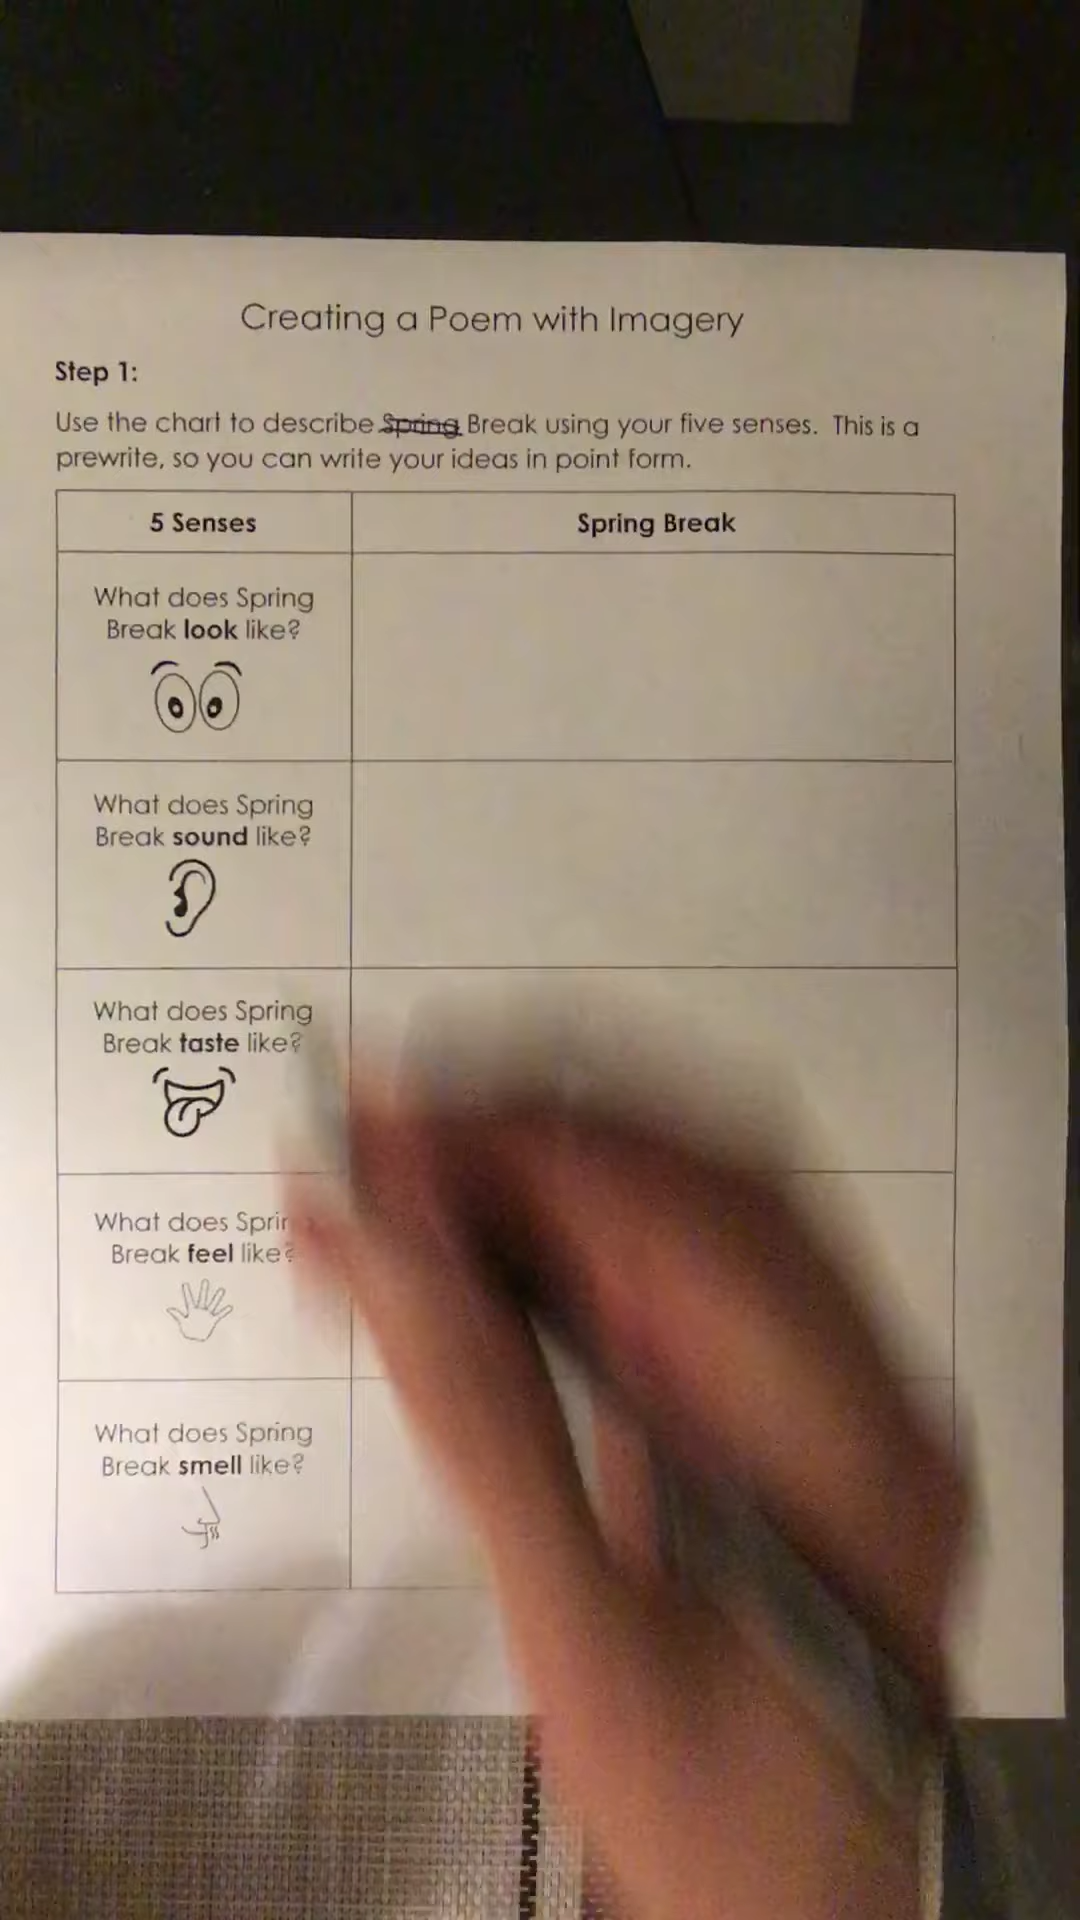 Creating a Poem with Imagery
Step 1:
Use the chart to describe Spring Break using your five senses. This is a
prewrite, so you can write your ideas in point form.
5 Senses
Spring Break
What does Spring
Break look like?
What does Spring
Break sound like?
What does Spring
Break taste like?
What does Sprin
Break feel like?
What does Spring
Break smell like?